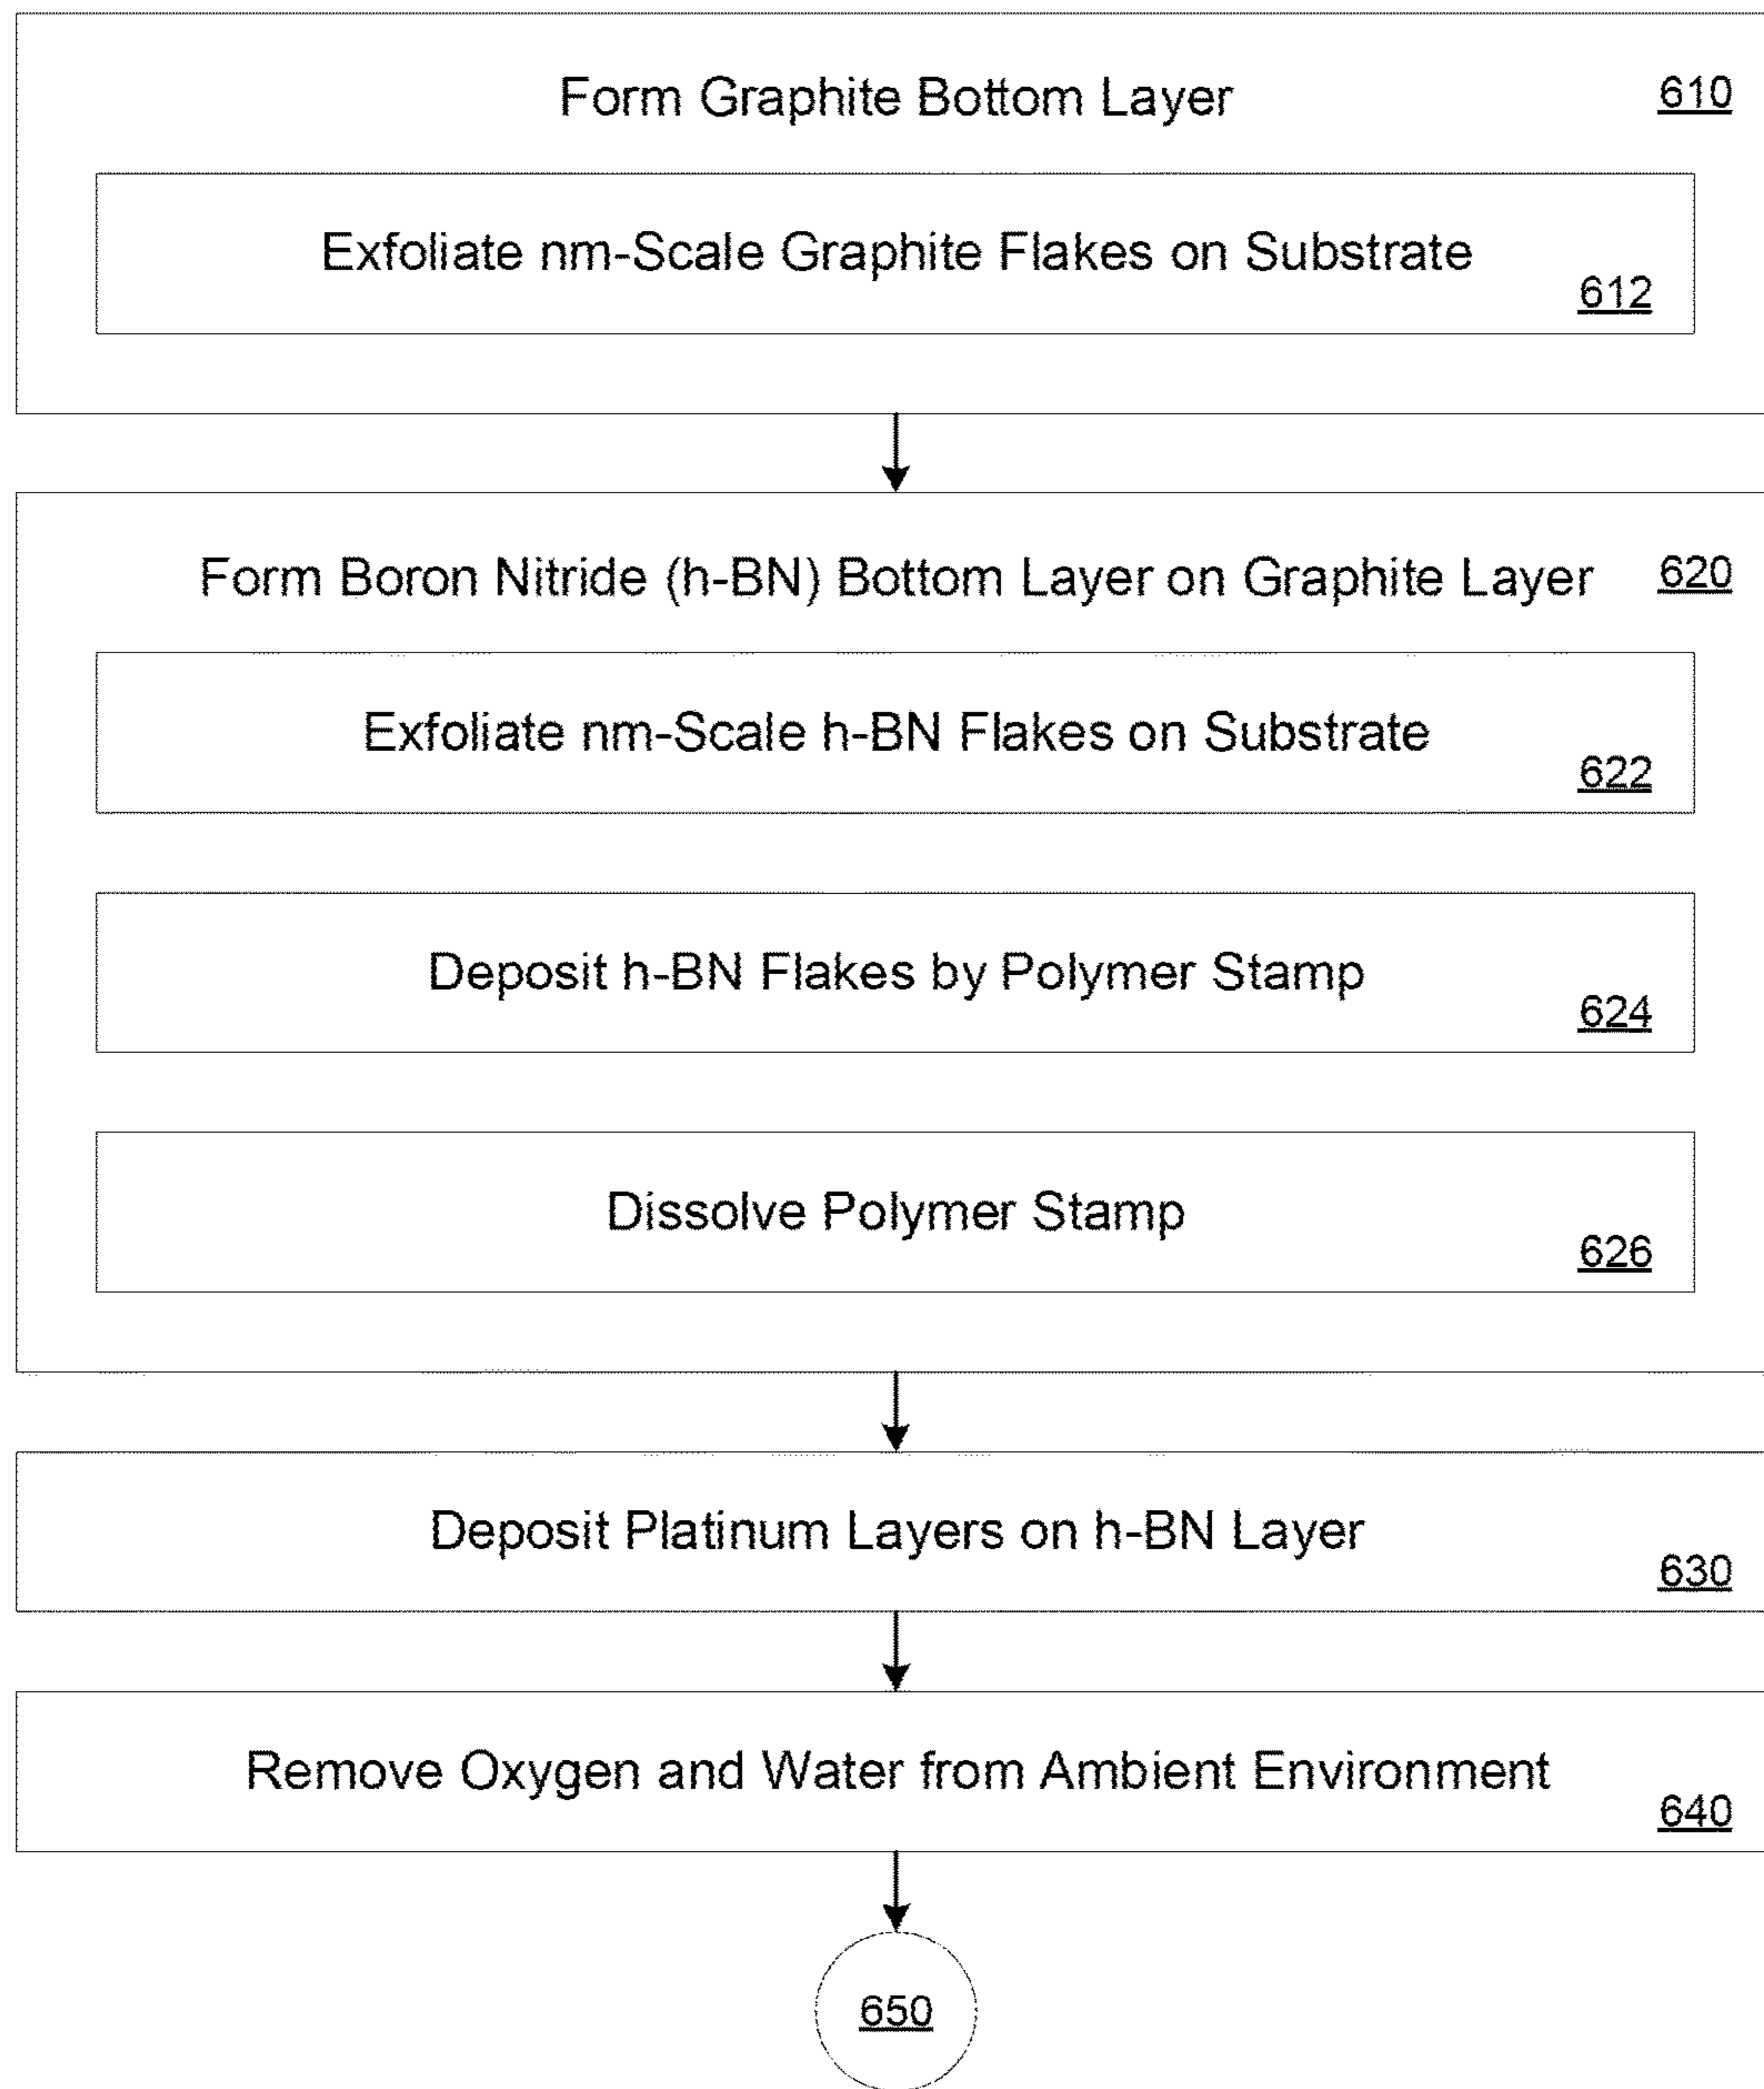 Form Graphite Bottom Layer 610
Exfoliate nm-Scale Graphite Flakes on Substrate
612
Form Boron Nitride (h-BN) Bottom Layer on Graphite Layer 620
Exfoliate nm-Scale h-BN Flakes on Substrate
622
Deposit h-BN Flakes by Polymer Stamp
624
Dissolve Polymer Stamp
626
Deposit Platinum Layers on h-BN Layer
630
Remove Oxygen and Water from Ambient Environment
640
650